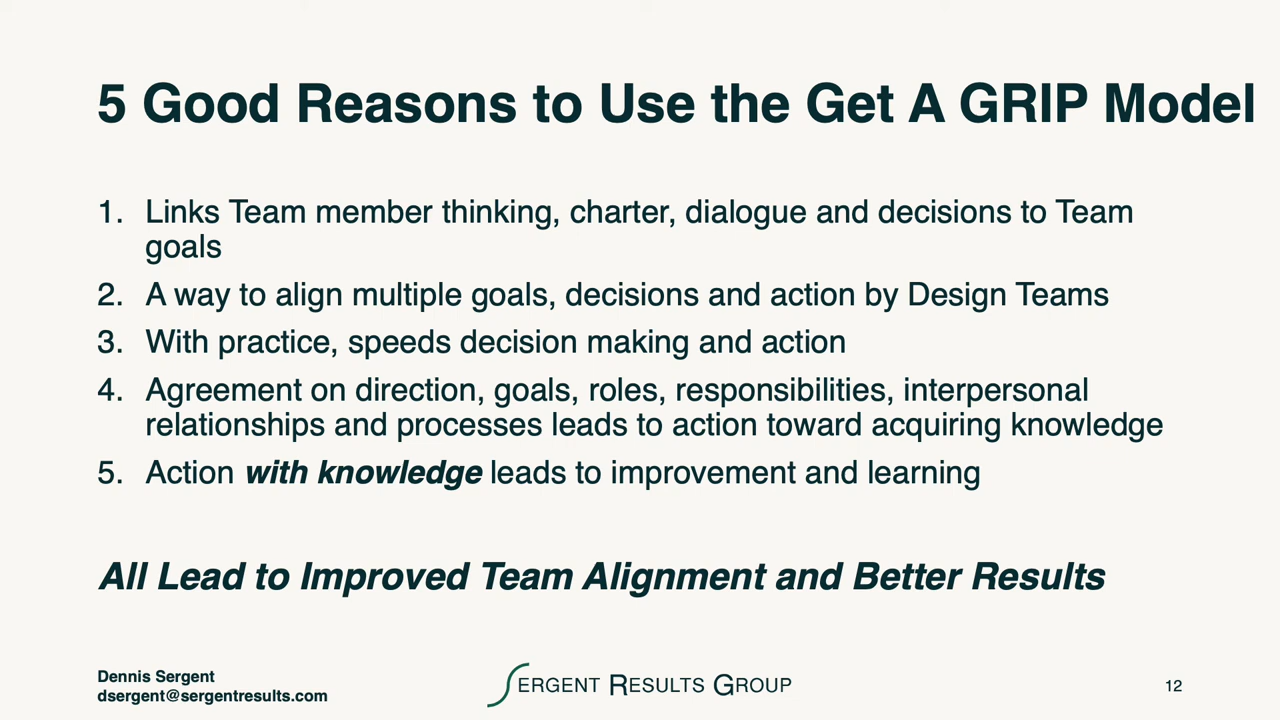 5 Good Reasons to Use the Get A GRIP Model
1. Links Team member thinking, charter, dialogue and decisions to Team
goals
2. A way to align multiple goals, decisions and action by Design Teams
3. With practice, speeds decision making and action
4. Agreement on direction, goals, roles, responsibilities, interpersonal
relationships and processes leads to action toward acquiring knowledge
5. Action with knowledge leads to improvement and learning
All Lead to Improved Team Alignment and Better Results
Dennis Sergent
dsergent@sergentresults.com
SERGENT RESULTS GROUP
12